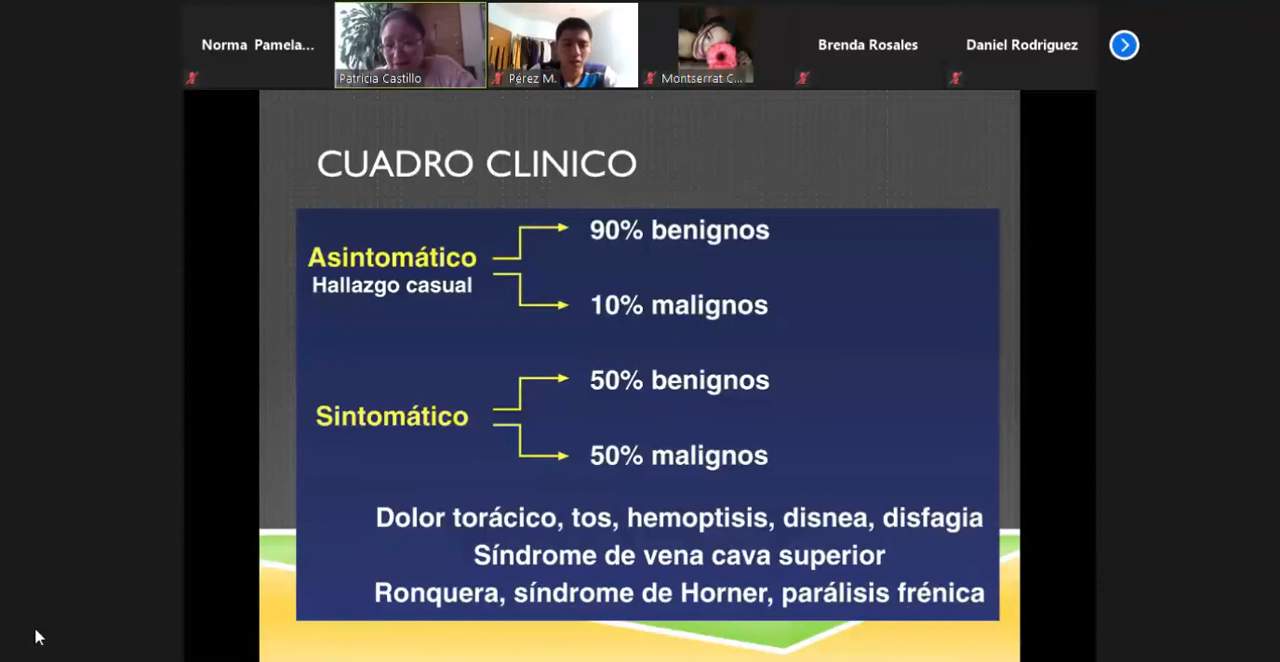 Norma Pamela...
Patricia Castillo
Pérez M.
Montserrat C...
Brenda Rosales
Daniel Rodriguez
CUADRO CLINICO
Asintomático
Hallazgo casual
90% benignos
10% malignos
Sintomático
50% benignos
50% malignos
Dolor torácico, tos, hemoptisis, disnea, disfagia
Síndrome de vena cava superior
Ronquera, síndrome de Horner, parálisis frénica